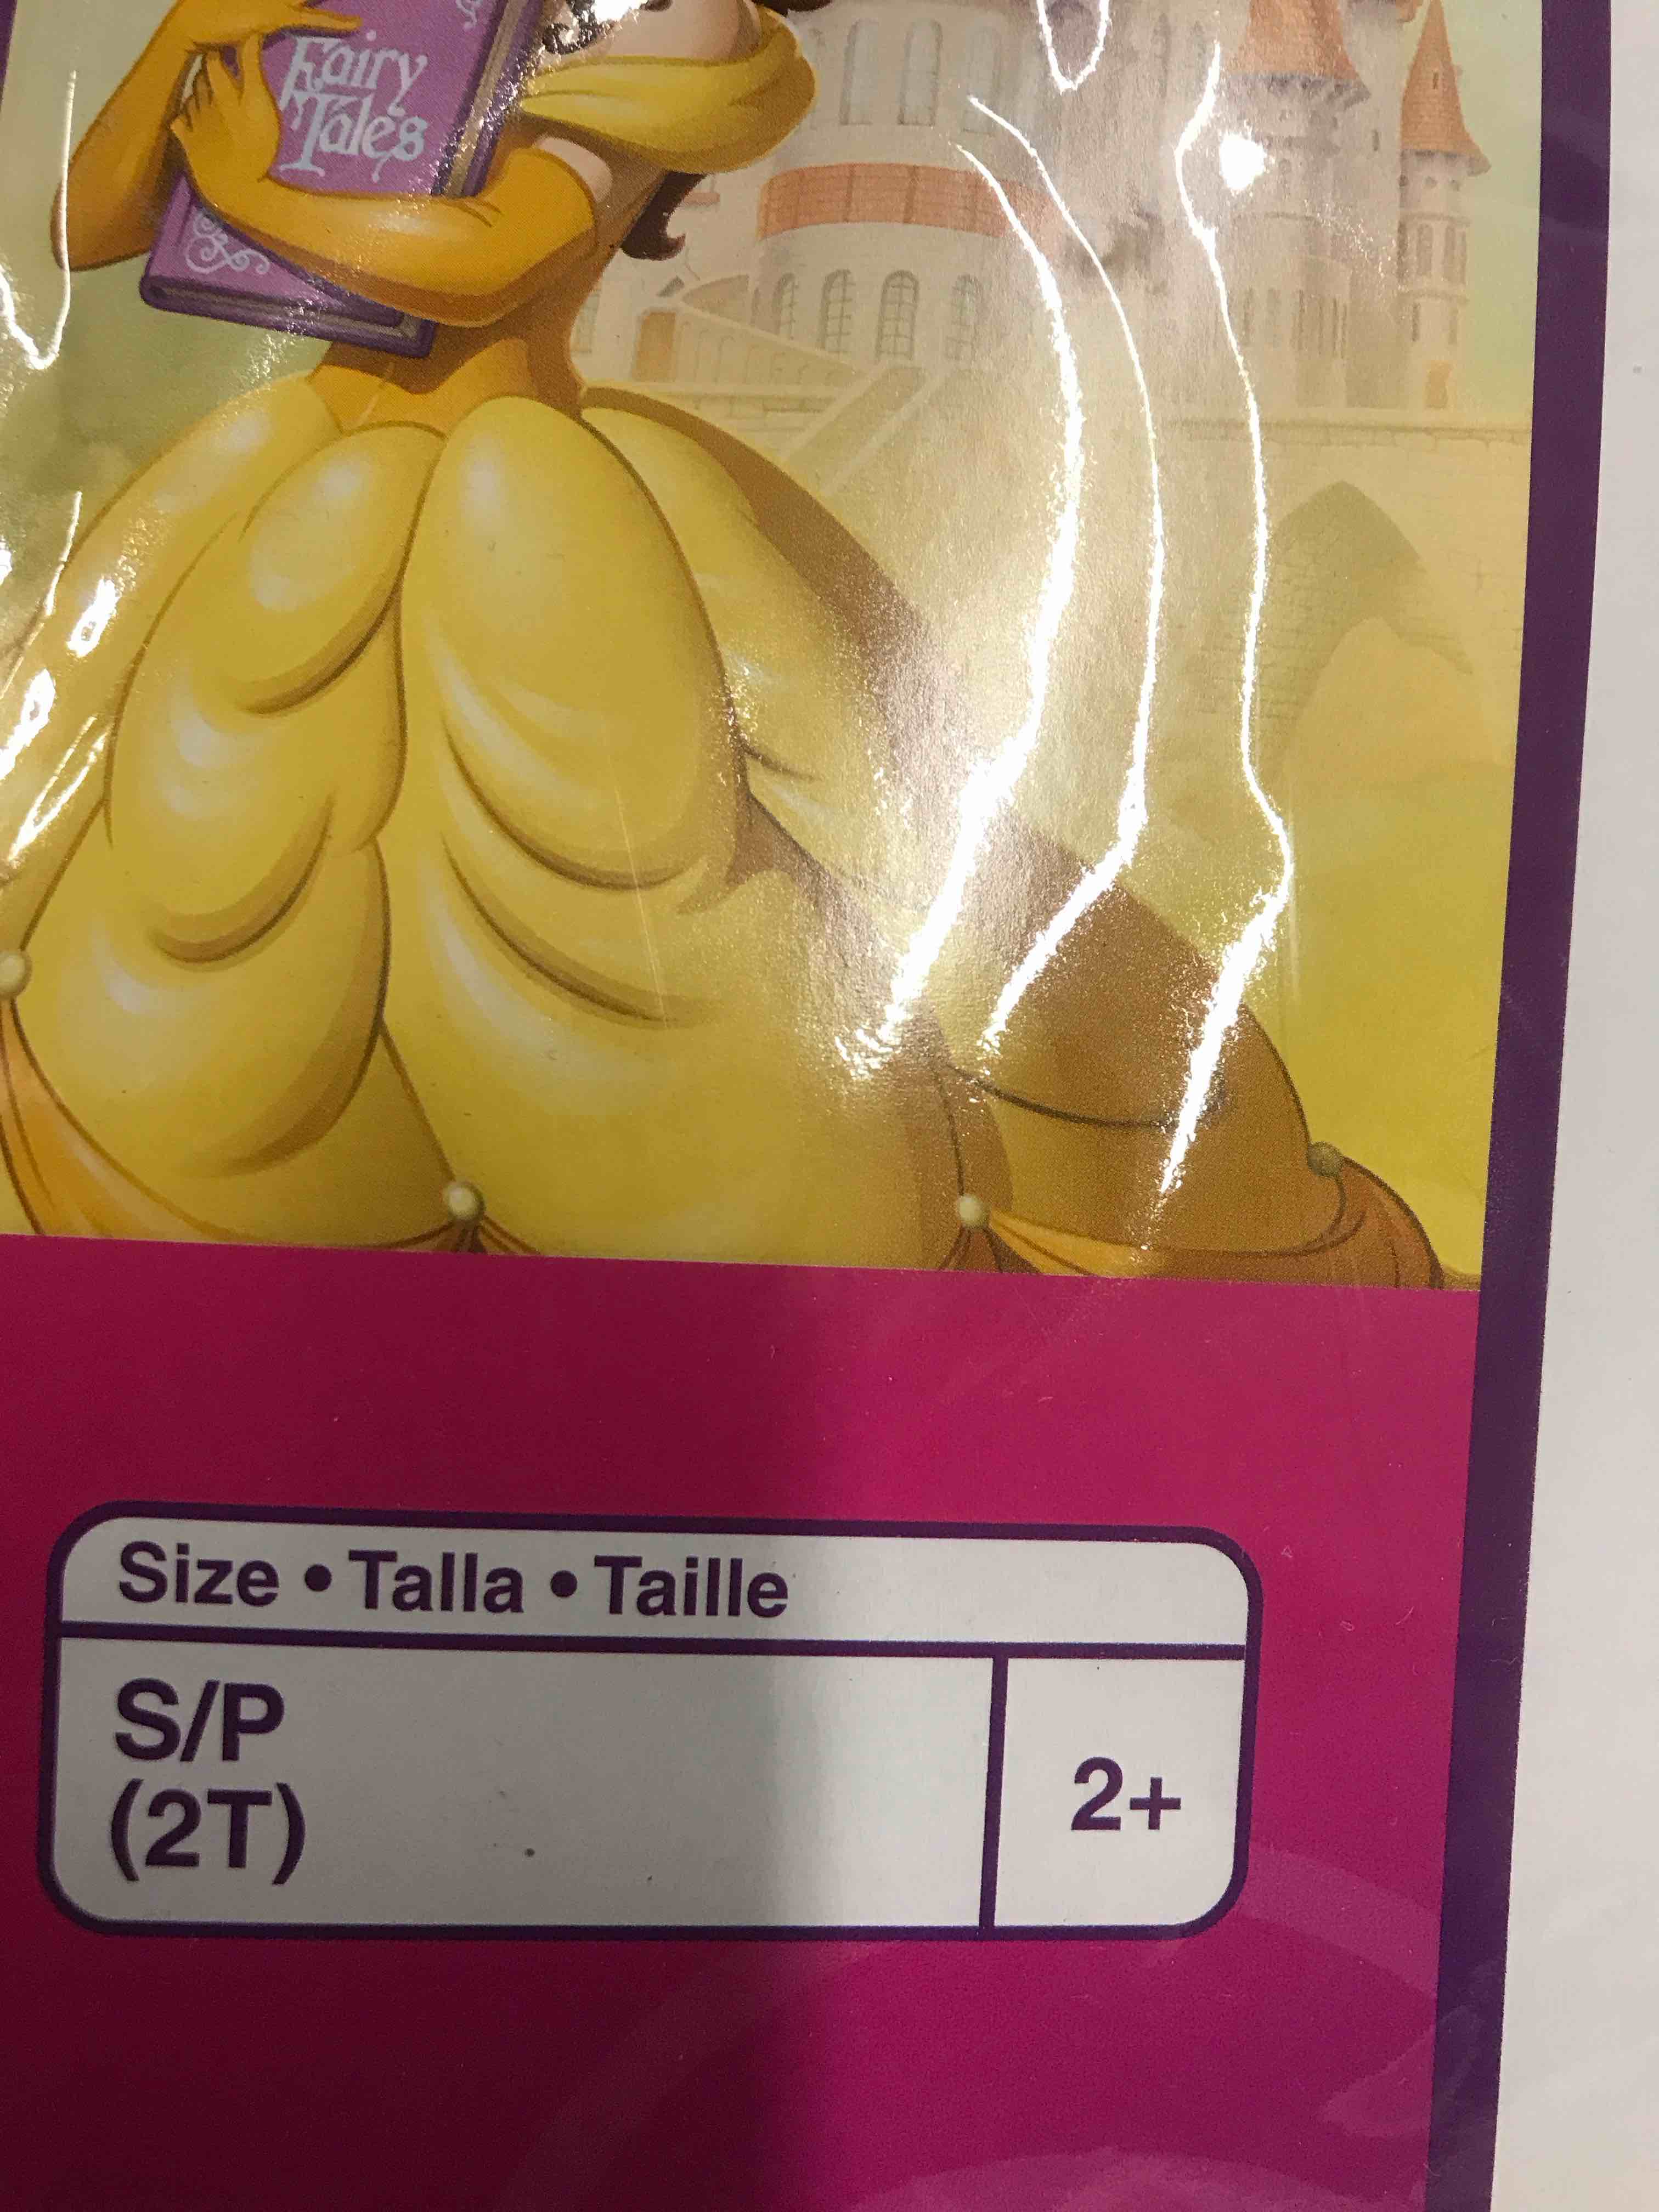 Fairy
Tales
Size • Talla • Taille
S/P
(2T)
2+